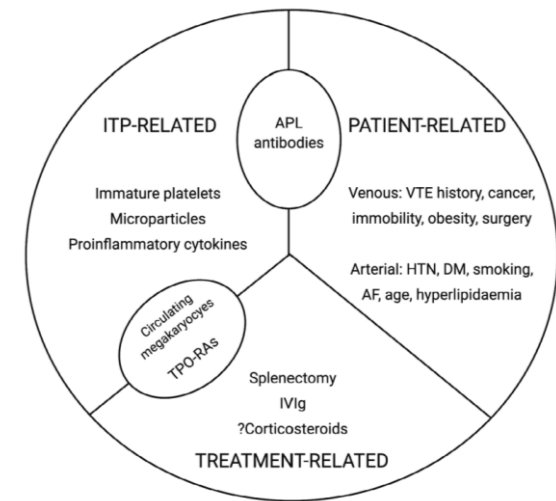 APL
antibodies
ITP-RELATED
Immature platelets
Microparticles
Proinflammatory cytokines
PATIENT-RELATED
Venous: VTE history, cancer,
immobility, obesity, surgery
Arterial: HTN, DM, smoking,
AF, age, hyperlipidaemia
Circulating
megakaryocyes
TPO-RAs
Splenectomy
IVIg
?Corticosteroids
TREATMENT-RELATED